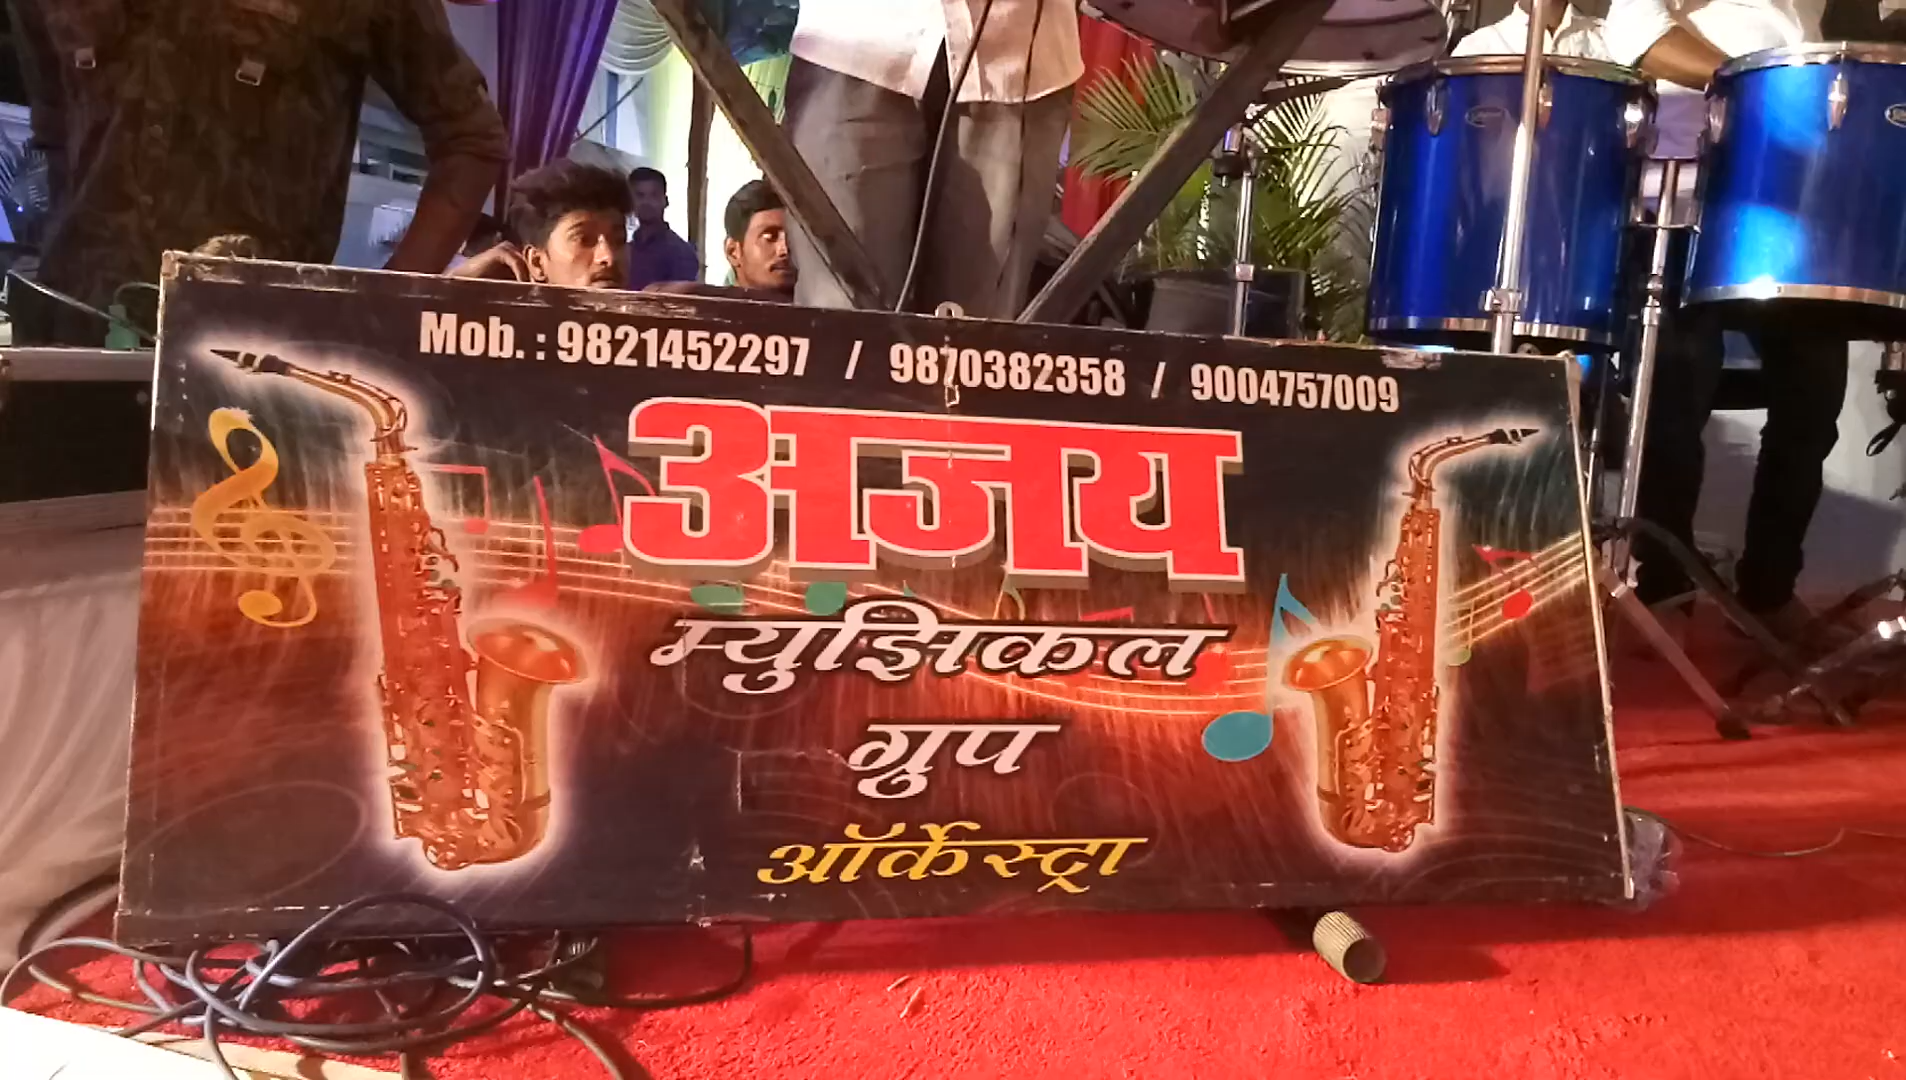 Mob. : 9821452297 / 9870382358 / 9004757009
अजय
म्युझिकल
ग्रुप
ऑर्केस्ट्रा